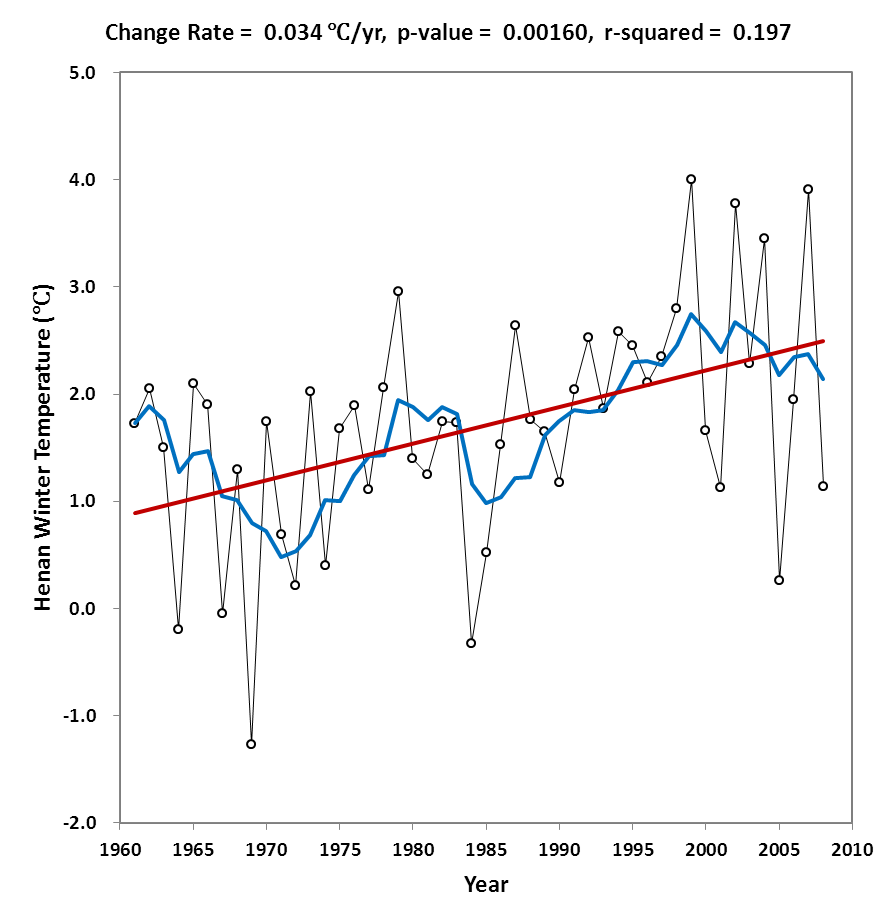 Change Rate = 0.034 ℃/yr, p-value = 0.00160, r-squared = 0.197
5.0
4.0
3.0
2.0
1.0
0.0
-1.0
-2.0
Henan Winter Temperature (℃)
1960 1965 1970 1975 1980 1985 1990 1995 2000 2005 2010
Year